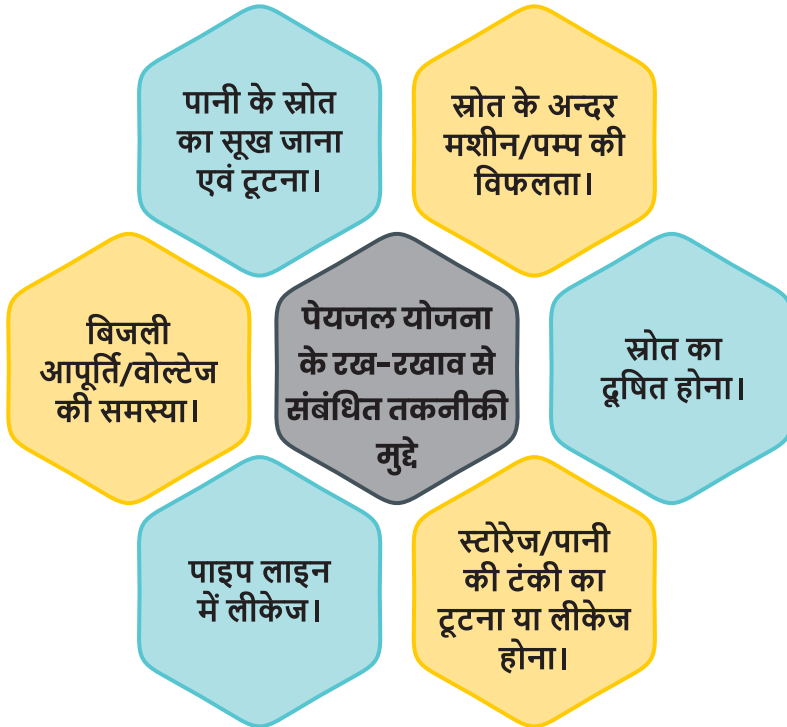 पानी के स्रोत
का सूख जाना
एवं टूटना।
स्रोत के अन्दर
मशीन/पम्प की
विफलता।
बिजली
आपूर्ति/वोल्टेज
की समस्या।
पेयजल योजना
के रख-रखाव से
संबंधित तकनीकी
मुद्दे
स्रोत का
दूषित होना।
पाइप लाइन
में लीकेज।
स्टोरेज/पानी
की टंकी का
टूटना या लीकेज
होना।